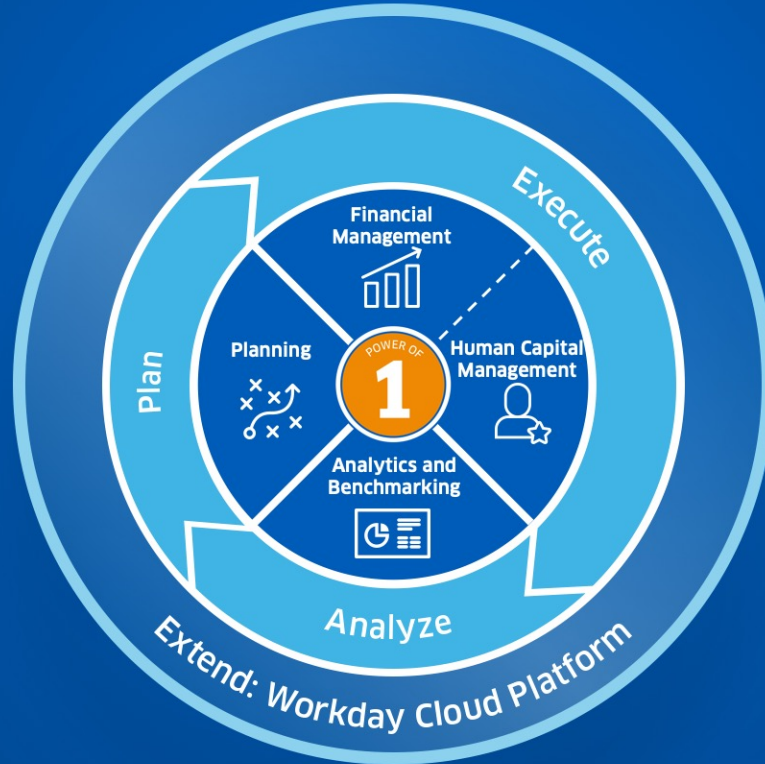 Execute
Financial
Management
Plan
Planning
POWER OF
1
Human Capital
Management
Analytics and
Benchmarking
Analyze
Extend: Workday Cloud Platform